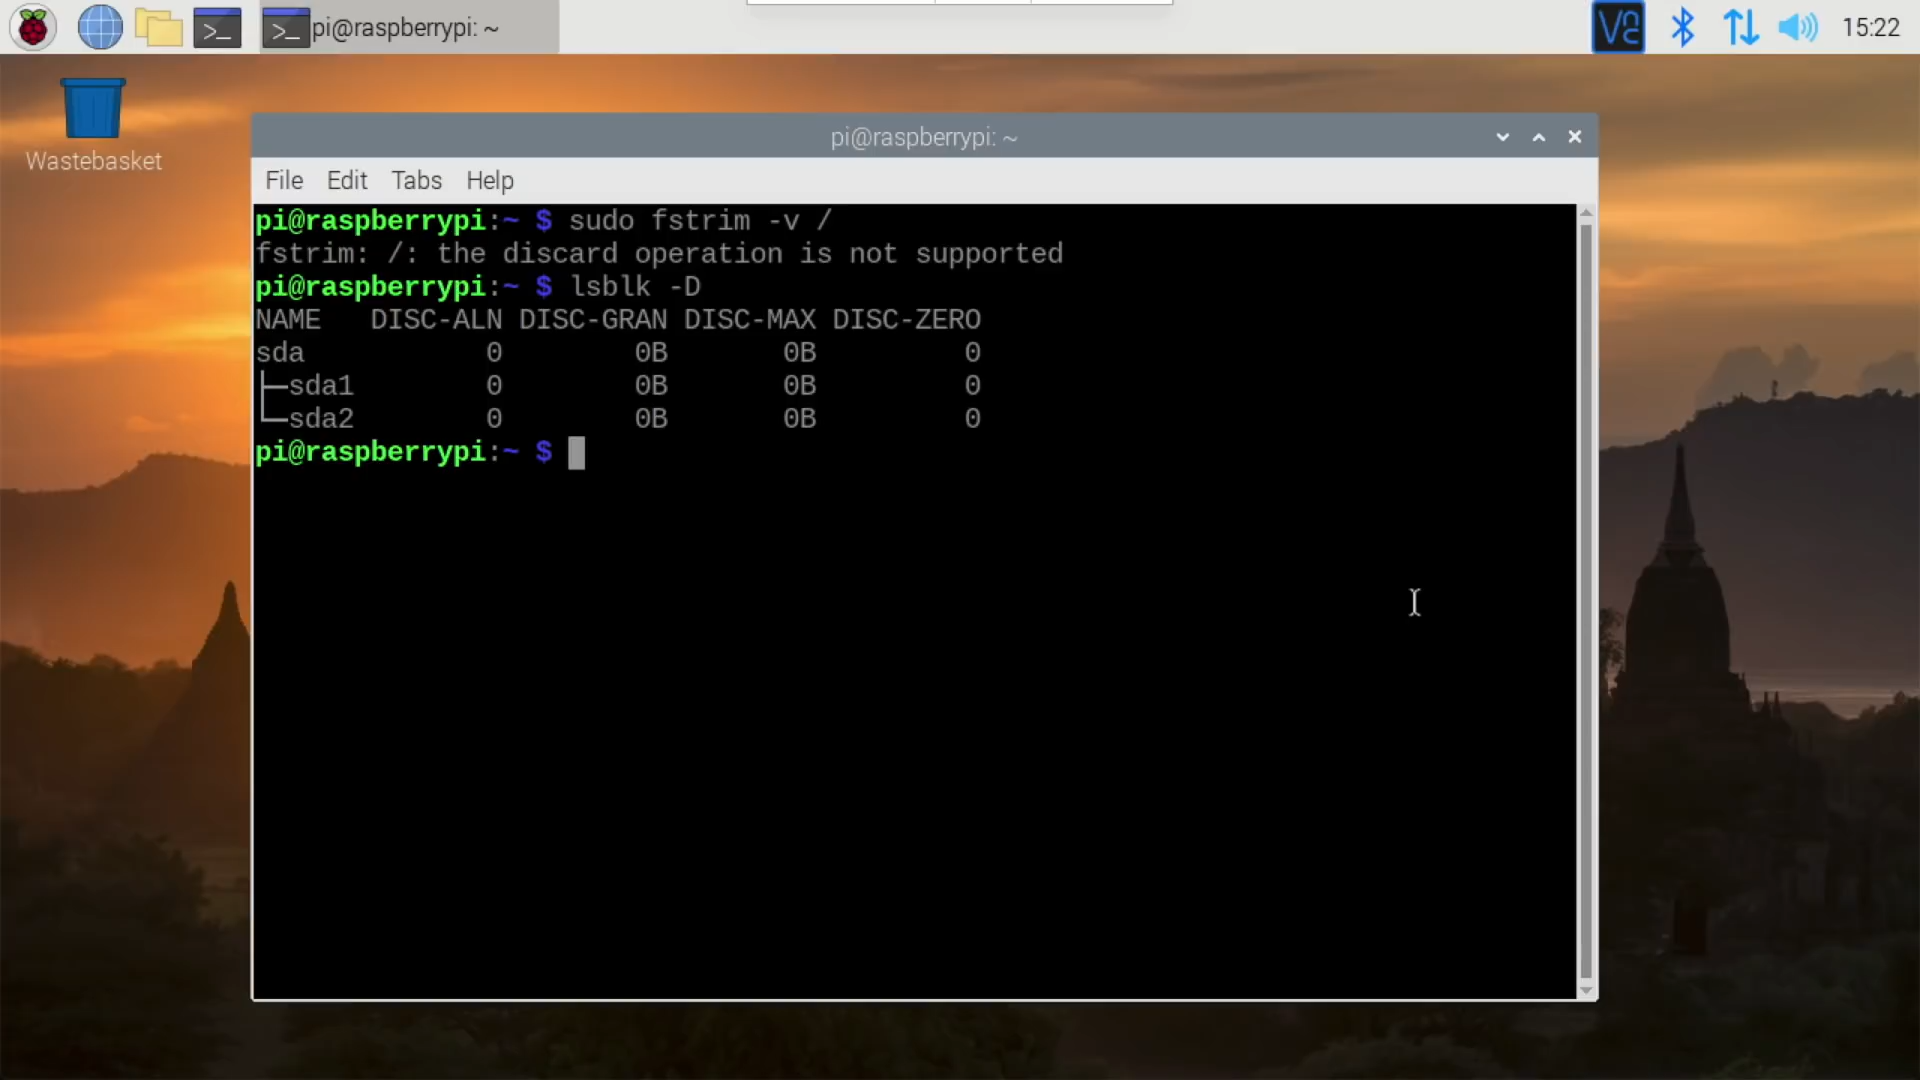 pi@raspberrypi: ~
15:22
Wastebasket
pi@raspberrypi: ~
File Edit Tabs Help
pi@raspberrypi:~ $ sudo fstrim -v /
fstrim: /: the discard operation is not supported
pi@raspberrypi:~ $ lsblk -D
NAME   DISC-ALN DISC-GRAN DISC-MAX DISC-ZERO
sda           0        0B       0B         0
├─sda1        0        0B       0B         0
└─sda2        0        0B       0B         0
pi@raspberrypi:~ $